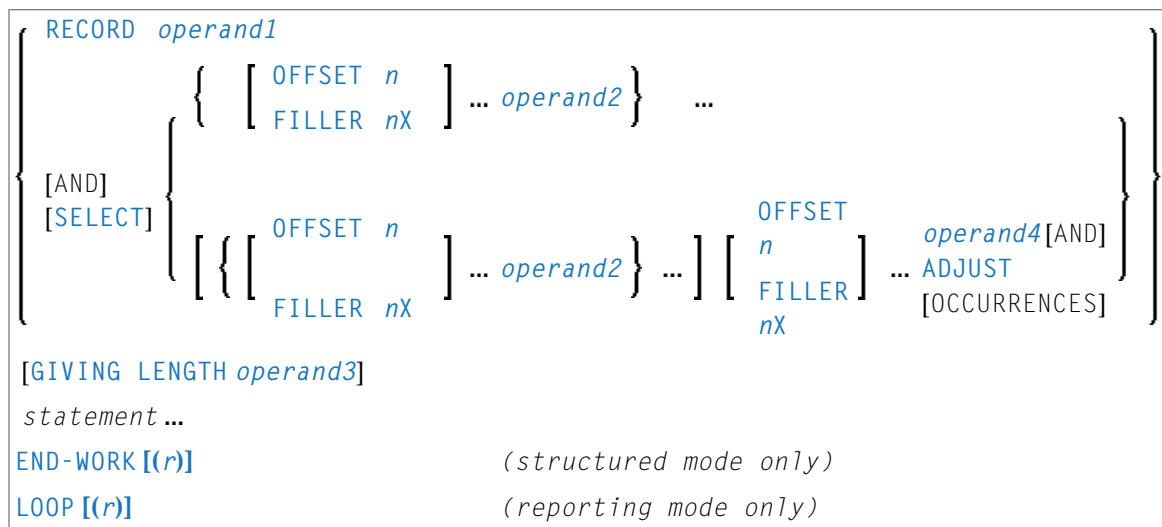 RECORD operand1
{ [ OFFSET n
FILLER nX ] ... operand2 } ...
[AND]
[SELECT]
[ { [ OFFSET n
FILLER nX ] ... operand2 } ... ] [ OFFSET
n
FILLER
nX ] ... operand4 [AND]
ADJUST
[OCCURRENCES]
[GIVING LENGTH operand3]
statement ...
END-WORK [(r)] (structured mode only)
LOOP [(r)] (reporting mode only)